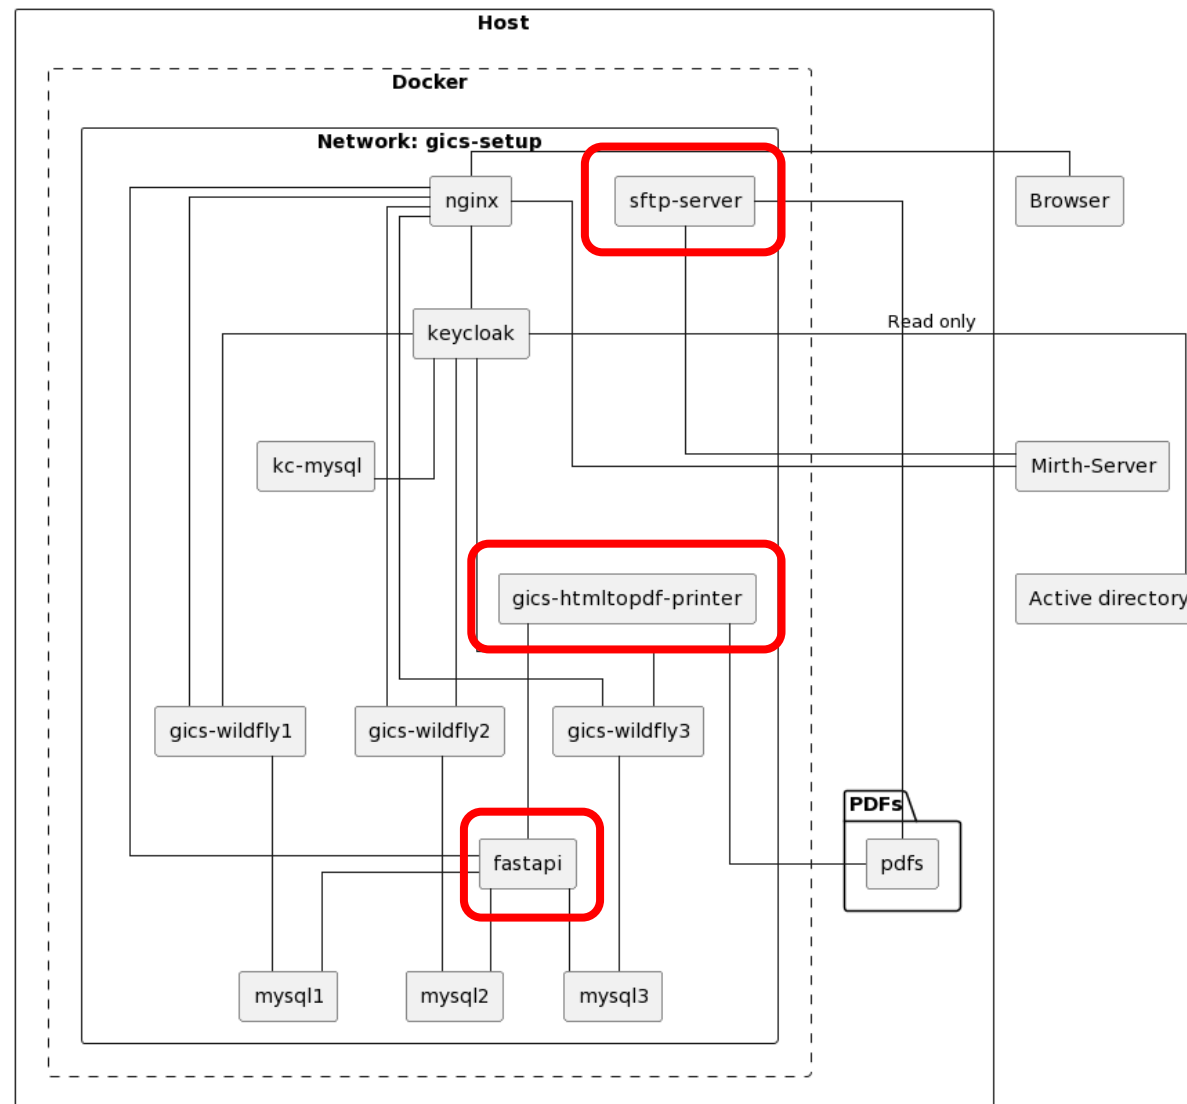 Host
Docker
Network: gics-setup
nginx
sftp-server
Browser
keycloak
Read only
kc-mysql
Mirth-Server
gics-htmltopdf-printer
Active directory
gics-wildfly1
gics-wildfly2
gics-wildfly3
PDFs
fastapi
pdfs
mysql1
mysql2
mysql3